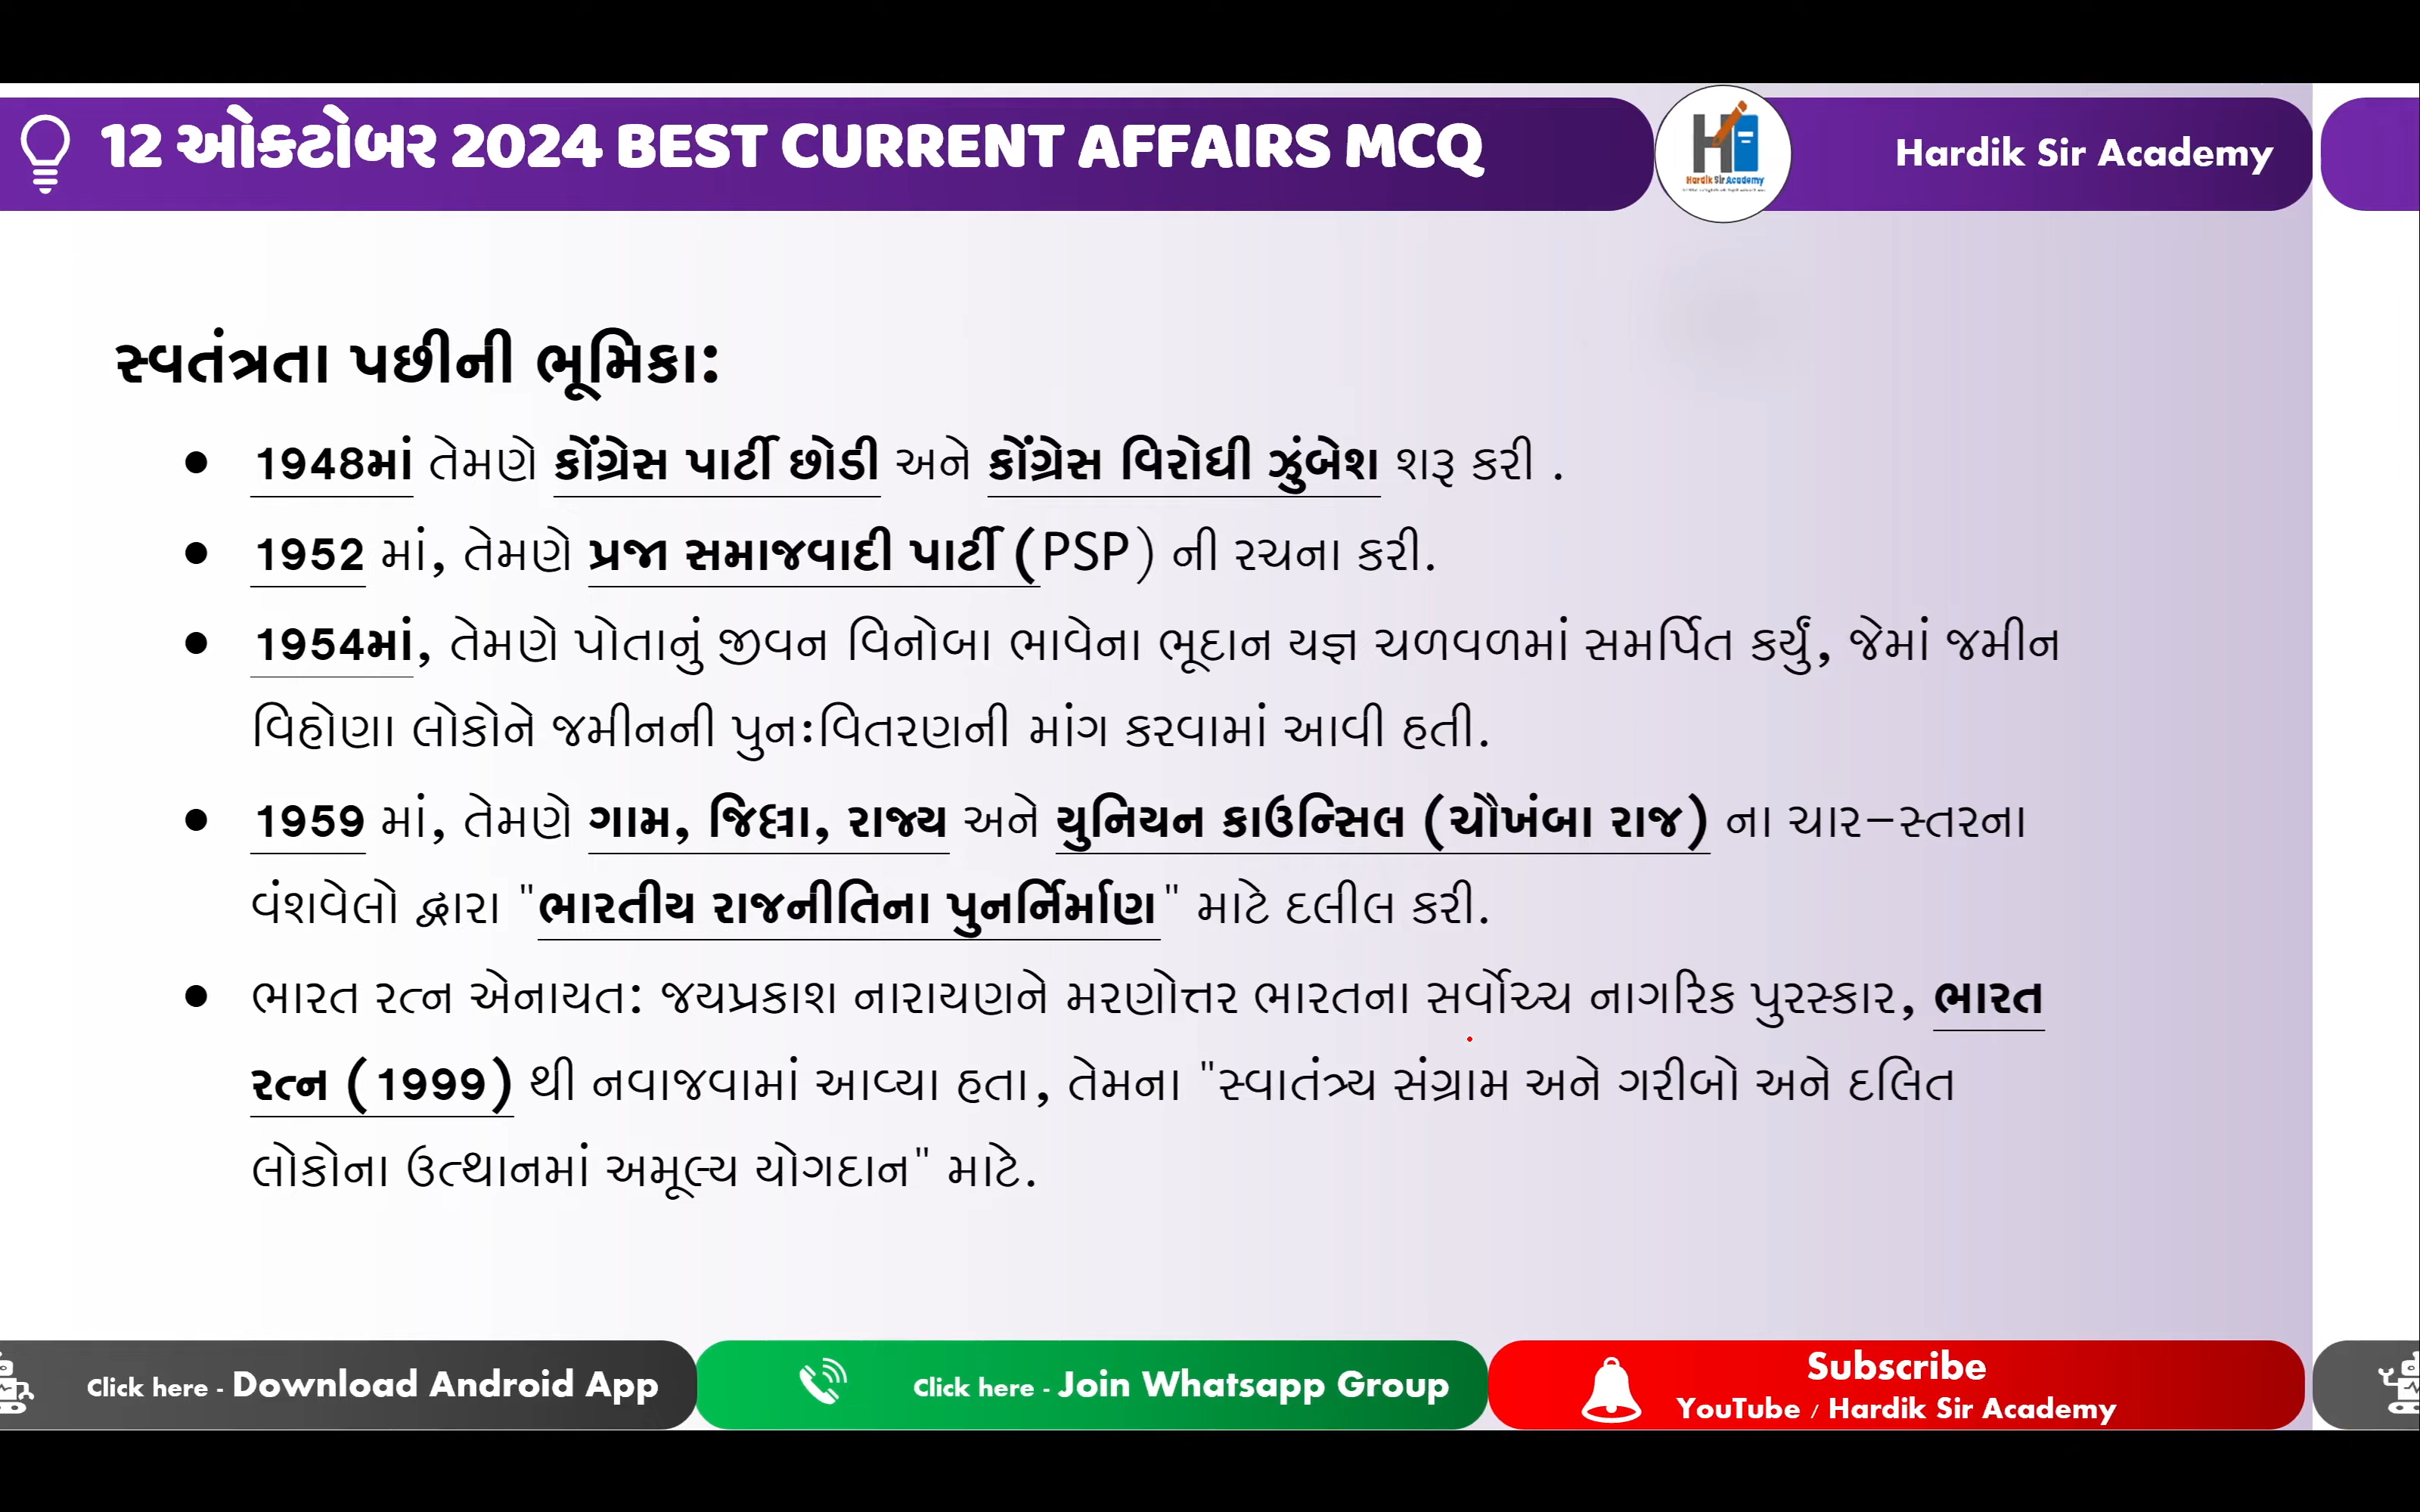 12 ઓક્ટોબર 2024 BEST CURRENT AFFAIRS MCQ
Hardik Sir Academy
Hardik Sir Academy
સ્વતંત્રતા પછીની ભૂમિકા:
● 1948માં તેમણે કોંગ્રેસ પાર્ટી છોડી અને કોંગ્રેસ વિરોધી ઝુંબેશ શરૂ કરી .
● 1952 માં, તેમણે પ્રજા સમાજવાદી પાર્ટી (PSP) ની રચના કરી.
● 1954માં, તેમણે પોતાનું જીવન વિનોબા ભાવેના ભૂદાન યજ્ઞ ચળવળમાં સમર્પિત કર્યું, જેમાં જમીન
વિહોણા લોકોને જમીનની પુનઃવિતરણની માંગ કરવામાં આવી હતી.
● 1959 માં, તેમણે ગામ, જિલ્લા, રાજ્ય અને યુનિયન કાઉન્સિલ (ચૌખંબા રાજ) ના ચાર-સ્તરના
વંશવેલો દ્વારા "ભારતીય રાજનીતિના પુનર્નિર્માણ" માટે દલીલ કરી.
● ભારત રત્ન એનાયત: જયપ્રકાશ નારાયણને મરણોત્તર ભારતના સર્વોચ્ચ નાગરિક પુરસ્કાર, ભારત
રત્ન (1999) થી નવાજવામાં આવ્યા હતા, તેમના "સ્વાતંત્ર્ય સંગ્રામ અને ગરીબો અને દલિત
લોકોના ઉત્થાનમાં અમૂલ્ય યોગદાન" માટે.
Click here - Download Android App
Click here - Join Whatsapp Group
Subscribe
YouTube / Hardik Sir Academy